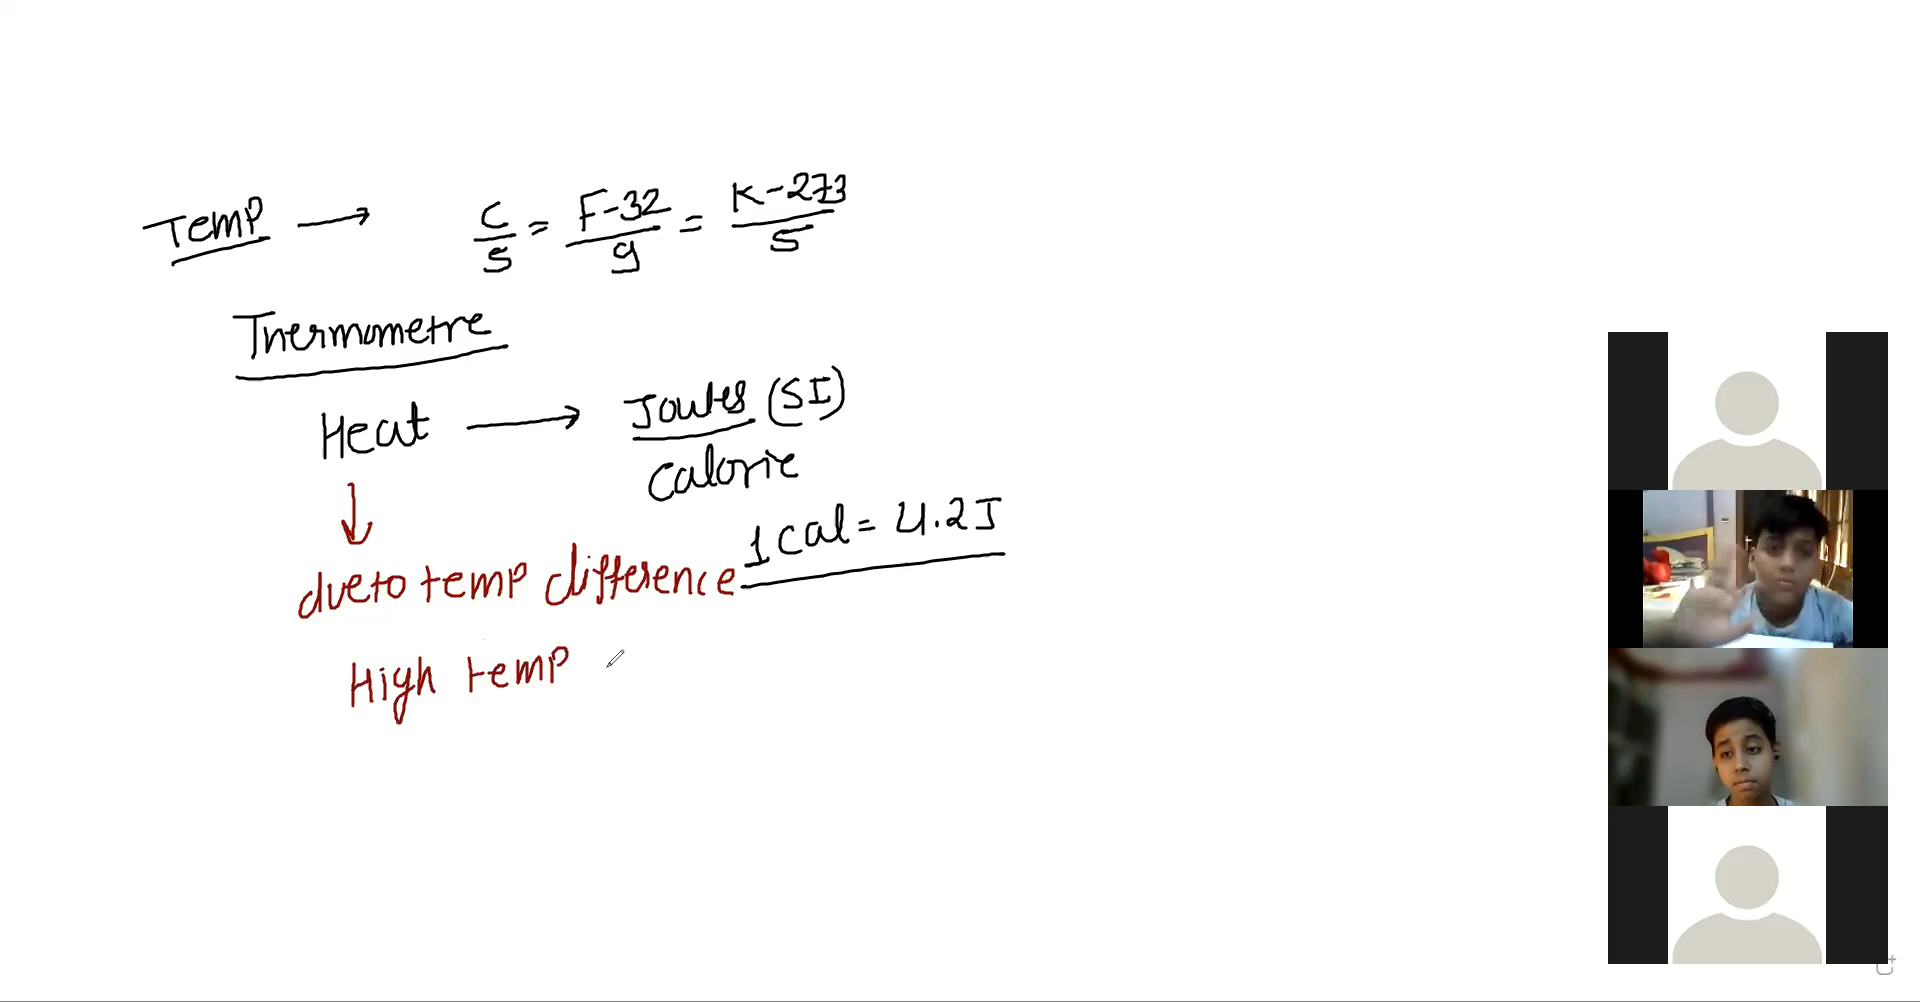 Temp → C/5 = F-32/9 = K-273/5
Thermometre
Heat → Joules (SI)
Calorie
1 cal = 4.2J
↓
due to temp difference
High temp